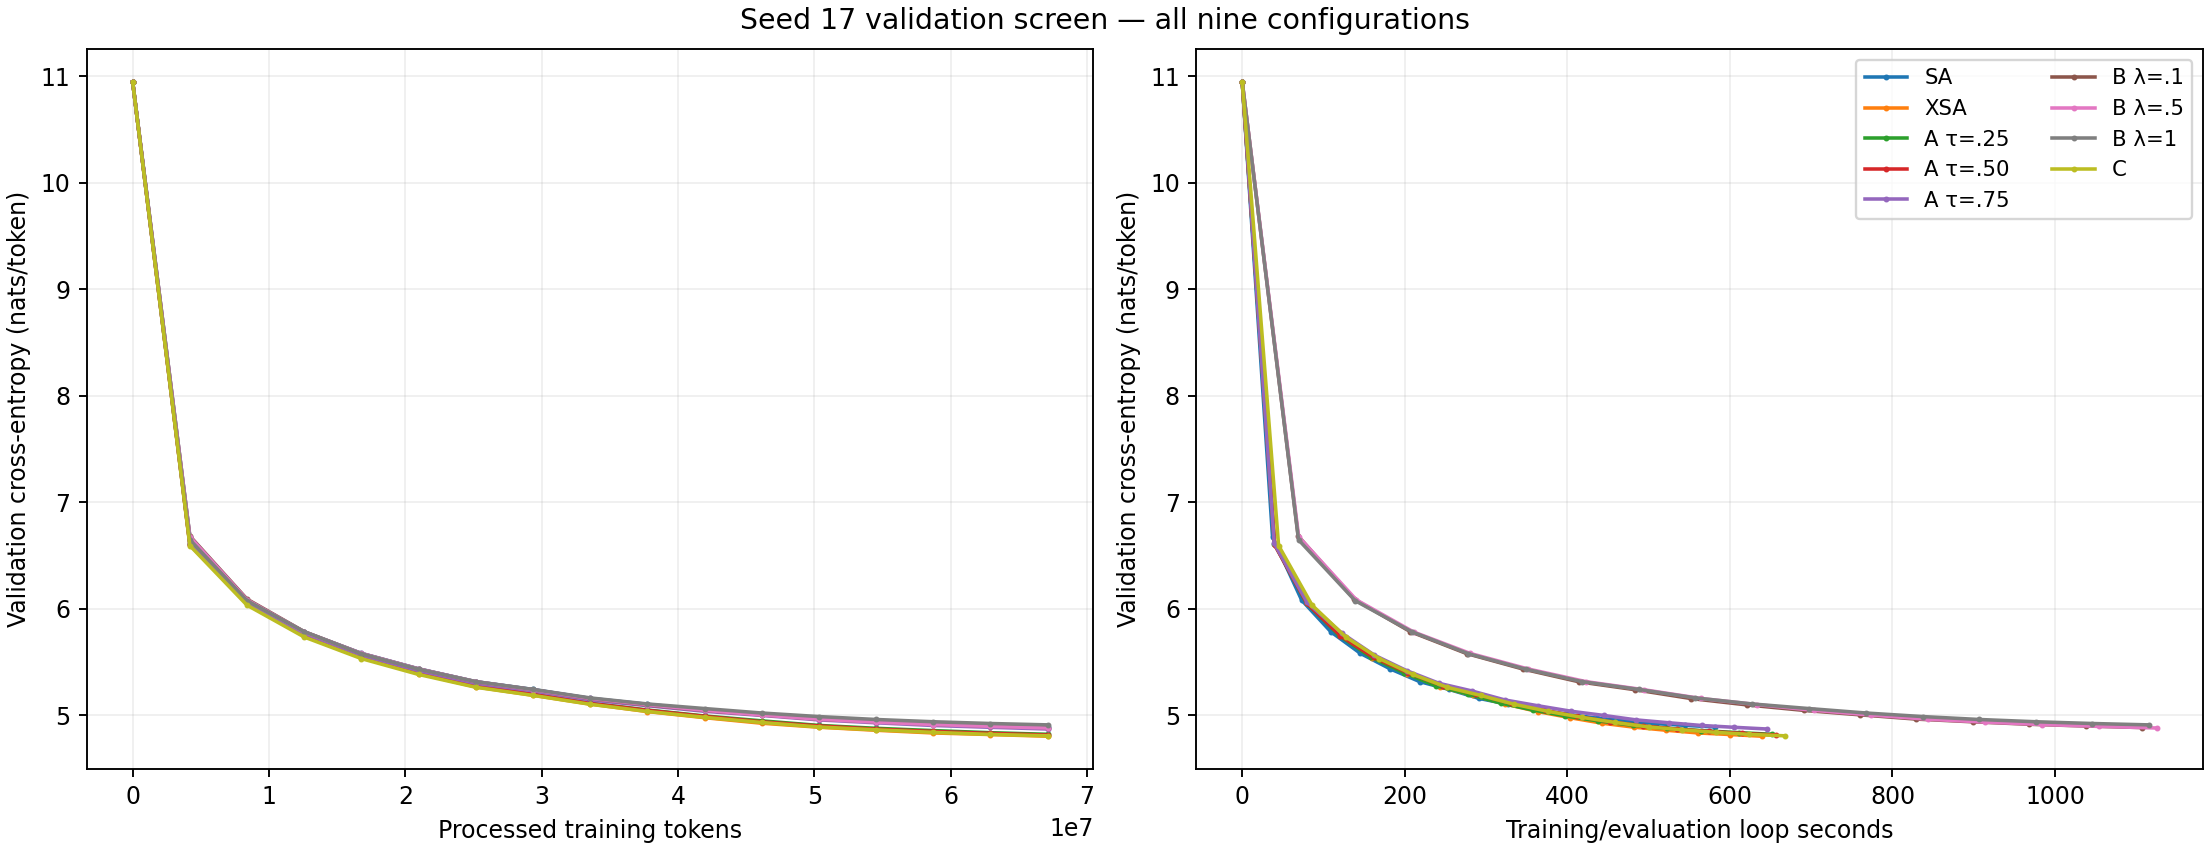 Seed 17 validation screen — all nine configurations
Validation cross-entropy (nats/token)
11
10
9
8
7
6
5
0
1
2
3
4
5
6
7
1e7
Processed training tokens
Validation cross-entropy (nats/token)
11
10
9
8
7
6
5
0
200
400
600
800
1000
Training/evaluation loop seconds
SA
XSA
A τ=.25
A τ=.50
A τ=.75
B λ=.1
B λ=.5
B λ=1
C